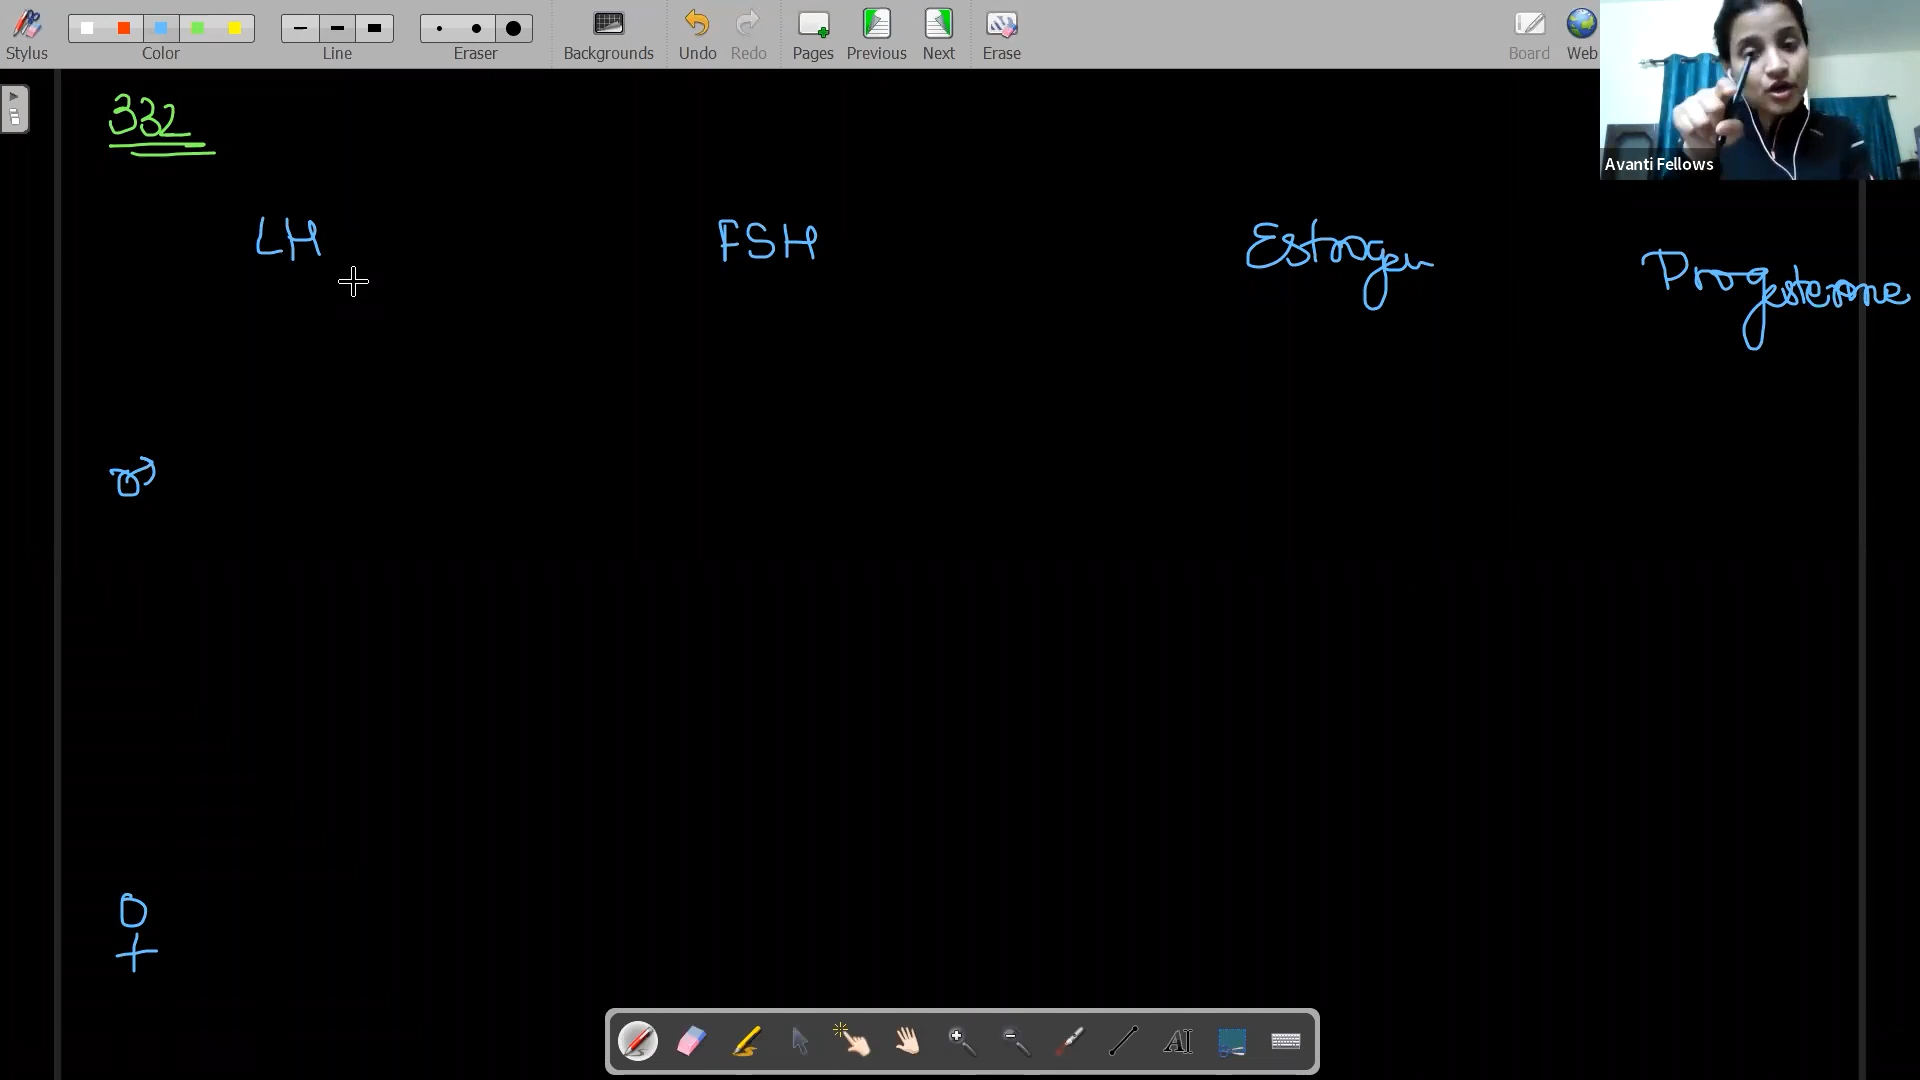 Stylus Color Line Eraser Backgrounds Undo Redo Pages Previous Next Erase Board Web
Avanti Fellows
332
LH FSH Estrogen Progesterone
♂
♀
AI